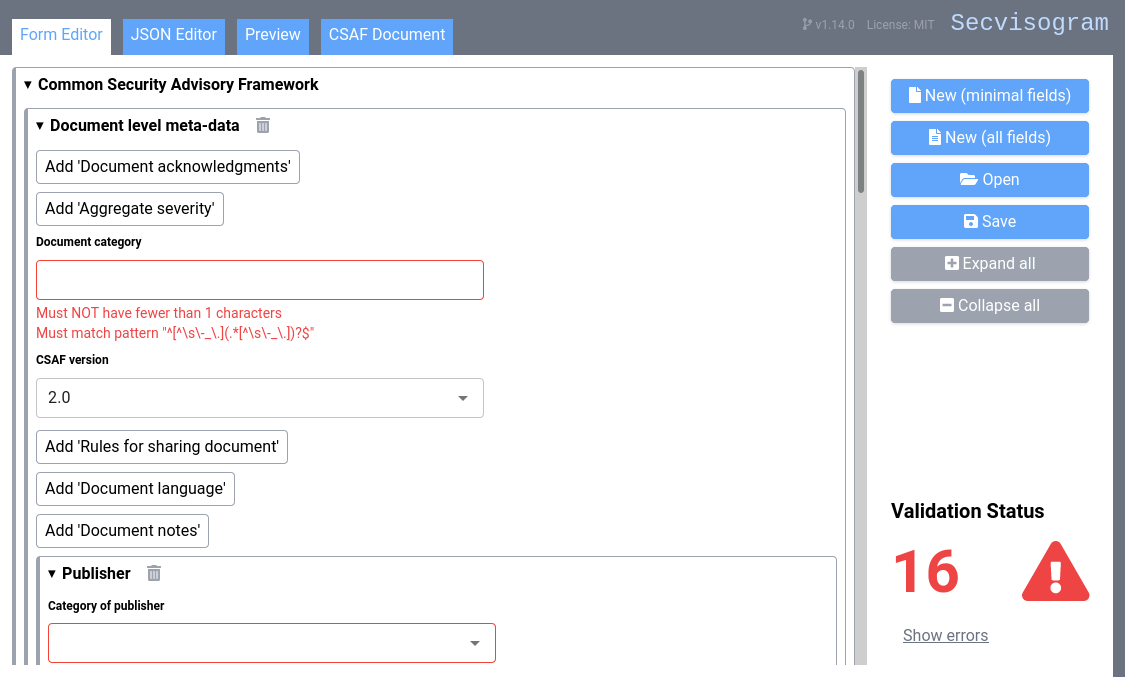 Form Editor
JSON Editor
Preview
CSAF Document
v1.14.0
License: MIT
Secvisogram
Common Security Advisory Framework
Document level meta-data
Add 'Document acknowledgments'
Add 'Aggregate severity'
Document category
Must NOT have fewer than 1 characters
Must match pattern "^[^\s\-_\.](.*[^\s\-_\.])?$"
CSAF version
2.0
Add 'Rules for sharing document'
Add 'Document language'
Add 'Document notes'
Publisher
Category of publisher
New (minimal fields)
New (all fields)
Open
Save
Expand all
Collapse all
Validation Status
16
Show errors